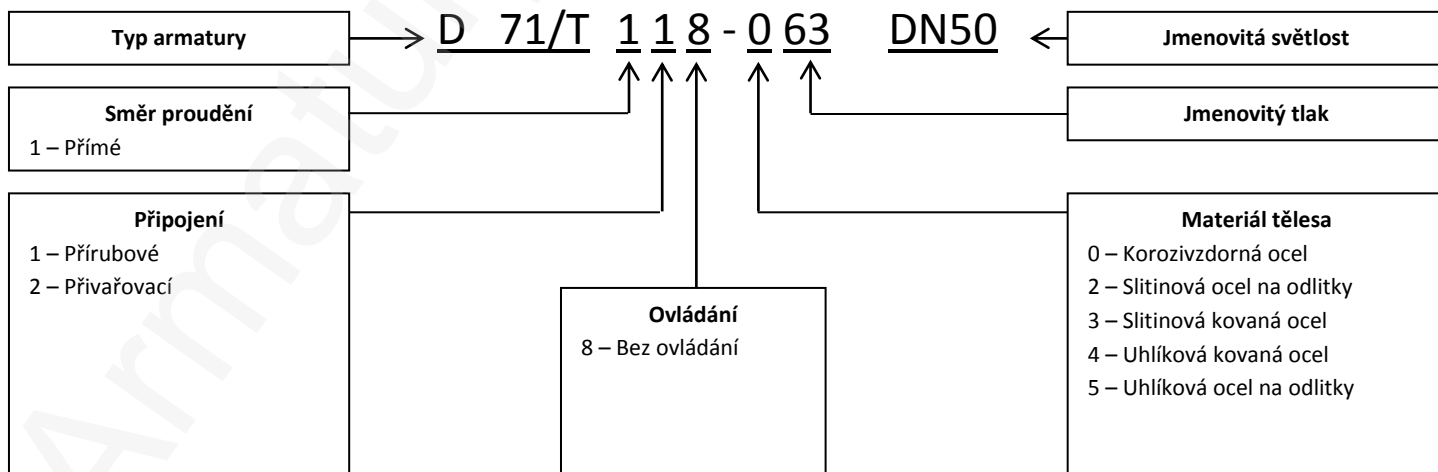 Typ armatury
D 71/T 1 1 8 - 0 63 DN50
Jmenovitá světlost
Směr proudění
1 – Přímé
Jmenovitý tlak
Připojení
1 – Přírubové
2 – Přivařovací
Ovládání
8 – Bez ovládání
Materiál tělesa
0 – Korozivzdorná ocel
2 – Slitinová ocel na odlitky
3 – Slitinová kovaná ocel
4 – Uhlíková kovaná ocel
5 – Uhlíková ocel na odlitky
Armatu